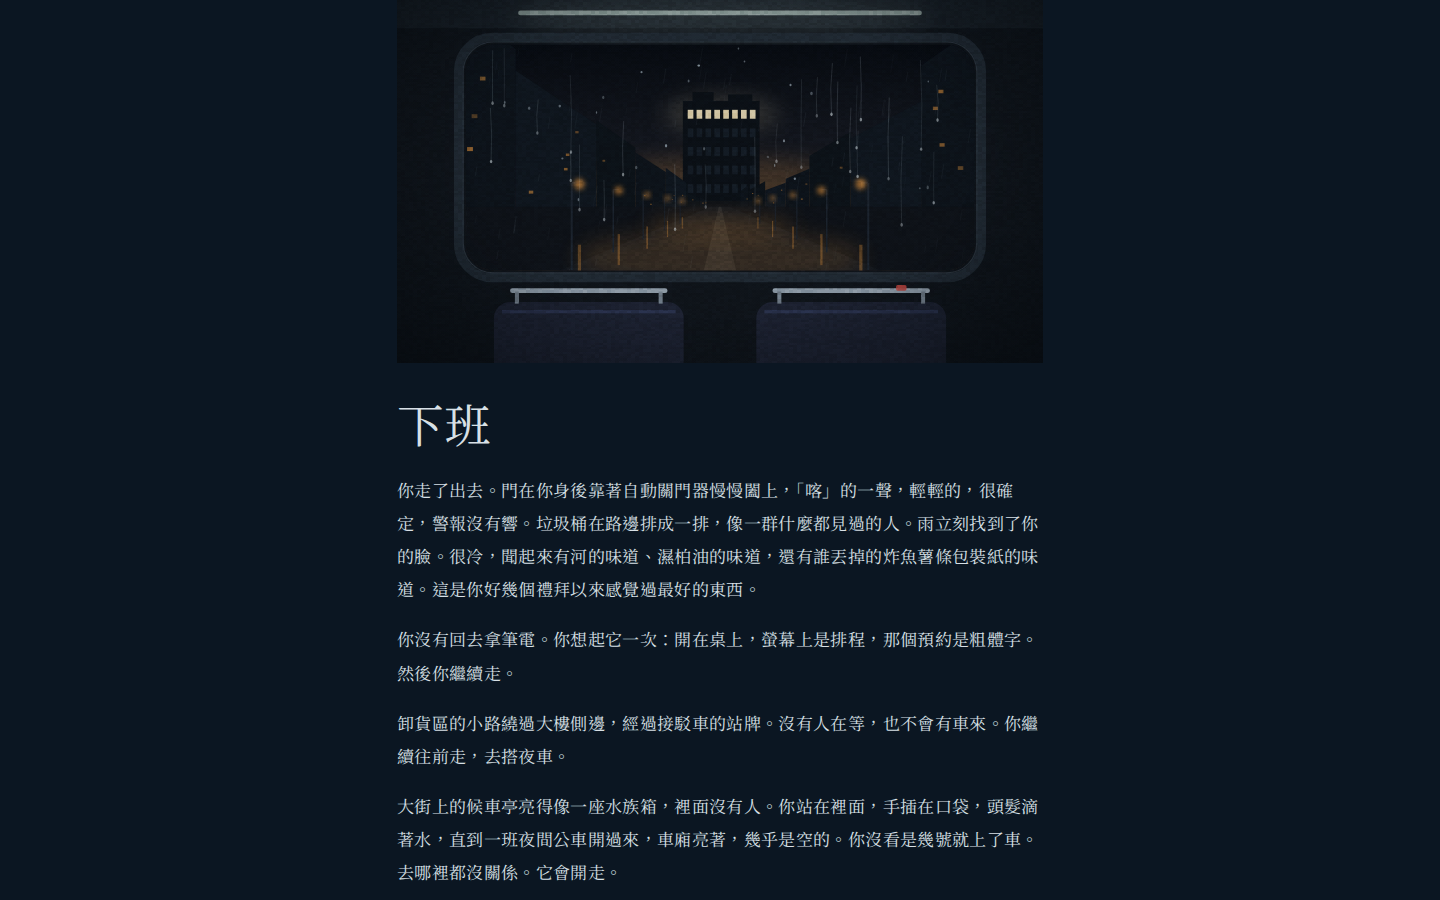 下班
你走了出去。門在你身後靠著自動關門器慢慢闔上，「喀」的一聲，輕輕的，很確
定，警報沒有響。垃圾桶在路邊排成一排，像一群什麼都見過的人。雨立刻找到了你
的臉。很冷，聞起來有河的味道、濕柏油的味道，還有誰丟掉的炸魚薯條包裝紙的味
道。這是你好幾個禮拜以來感覺過最好的東西。
你沒有回去拿筆電。你想起它一次：開在桌上，螢幕上是排程，那個預約是粗體字。
然後你繼續走。
卸貨區的小路繞過大樓側邊，經過接駁車的站牌。沒有人在等，也不會有車來。你繼
續往前走，去搭夜車。
大街上的候車亭亮得像一座水族箱，裡面沒有人。你站在裡面，手插在口袋，頭髮滴
著水，直到一班夜間公車開過來，車廂亮著，幾乎是空的。你沒看是幾號就上了車。
去哪裡都沒關係。它會開走。